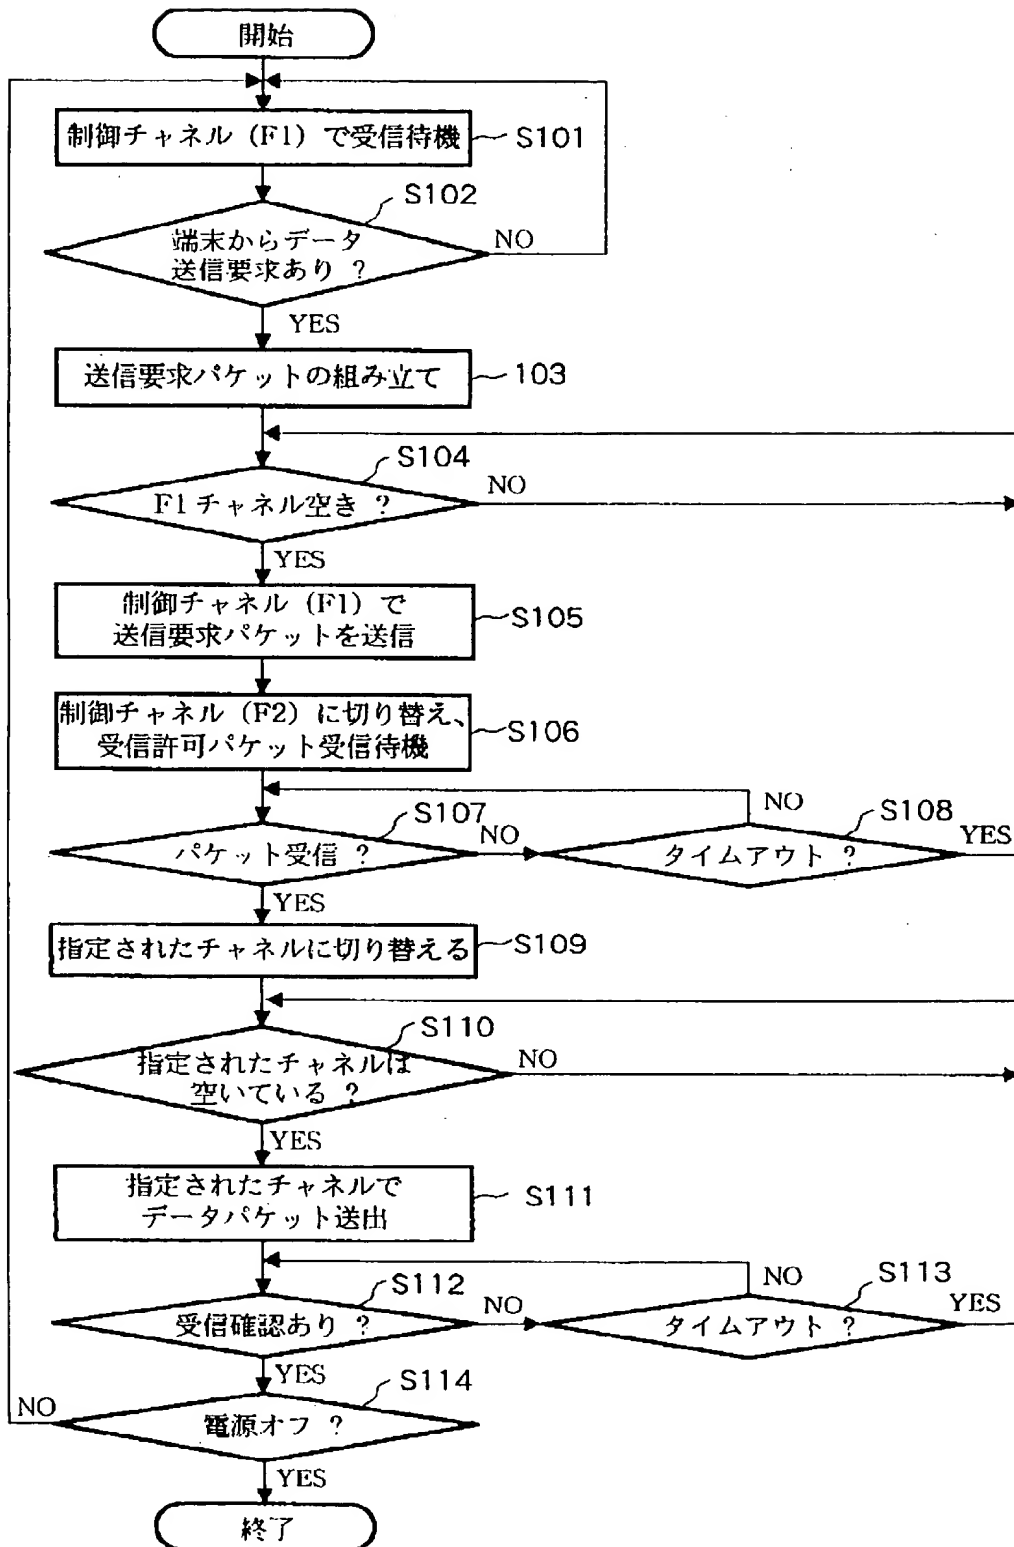 開始
制御チャネル (F1) で受信待機
S101
S102
端末からデータ
送信要求あり ?
NO
YES
送信要求パケットの組み立て
103
S104
F1チャネル空き ?
NO
YES
制御チャネル (F1) で
送信要求パケットを送信
S105
制御チャネル (F2) に切り替え、
受信許可パケット受信待機
S106
S107
パケット受信 ?
NO
NO
S108
タイムアウト ?
YES
YES
指定されたチャネルに切り替える
S109
S110
指定されたチャネルは
空いている ?
NO
YES
指定されたチャネルで
データパケット送出
S111
S112
受信確認あり ?
NO
NO
S113
タイムアウト ?
YES
YES
S114
NO
電源オフ ?
YES
終了